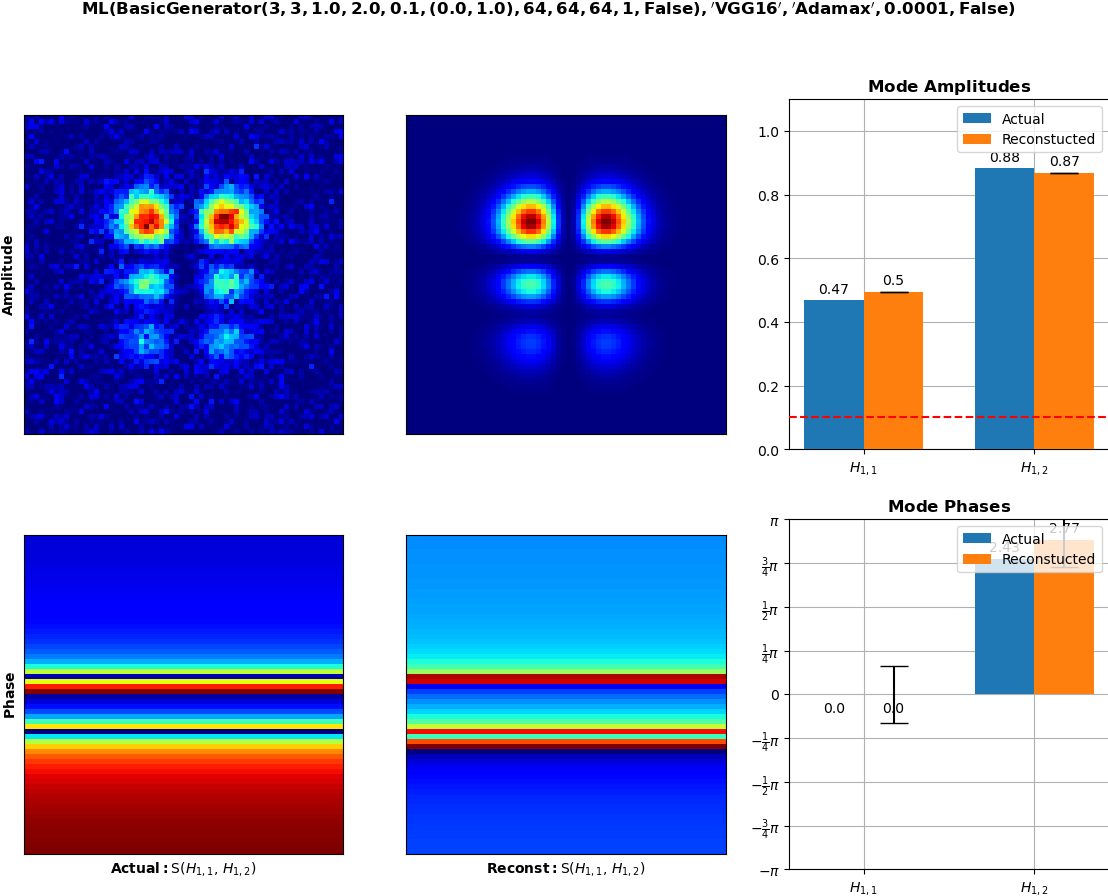 ML(BasicGenerator(3, 3, 1.0, 2.0, 0.1, (0.0, 1.0), 64, 64, 64, 1, False), 'VGG16', 'Adamax', 0.0001, False)
Mode Amplitudes
Amplitude
Actual
Reconstucted
1.0
0.8
0.6
0.4
0.2
0.0
0.47
0.5
0.88
0.87
H1,1
H1,2
Mode Phases
Phase
Actual
Reconstucted
π
3/4π
1/2π
1/4π
0
−1/4π
−1/2π
−3/4π
−π
0.0
0.0
2.43
2.77
H1,1
H1,2
Actual: S(H1,1, H1,2)
Reconst: S(H1,1, H1,2)